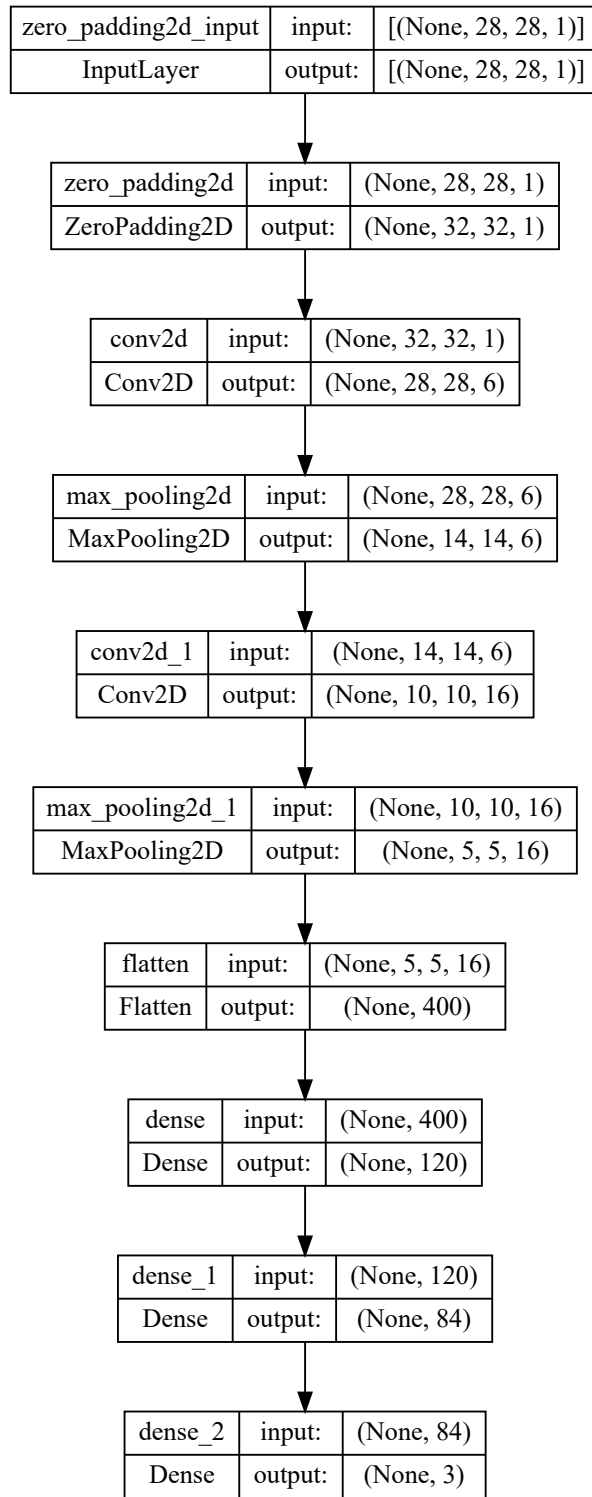 zero_padding2d_input input: [(None, 28, 28, 1)]
InputLayer output: [(None, 28, 28, 1)]
zero_padding2d input: (None, 28, 28, 1)
ZeroPadding2D output: (None, 32, 32, 1)
conv2d input: (None, 32, 32, 1)
Conv2D output: (None, 28, 28, 6)
max_pooling2d input: (None, 28, 28, 6)
MaxPooling2D output: (None, 14, 14, 6)
conv2d_1 input: (None, 14, 14, 6)
Conv2D output: (None, 10, 10, 16)
max_pooling2d_1 input: (None, 10, 10, 16)
MaxPooling2D output: (None, 5, 5, 16)
flatten input: (None, 5, 5, 16)
Flatten output: (None, 400)
dense input: (None, 400)
Dense output: (None, 120)
dense_1 input: (None, 120)
Dense output: (None, 84)
dense_2 input: (None, 84)
Dense output: (None, 3)